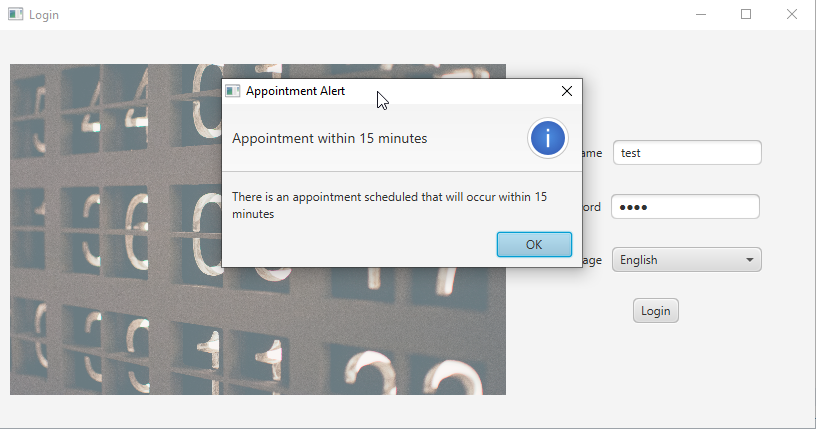 Login
Appointment Alert
Appointment within 15 minutes
i
There is an appointment scheduled that will occur within 15
minutes
OK
ame test
ord ●●●●
age English
Login